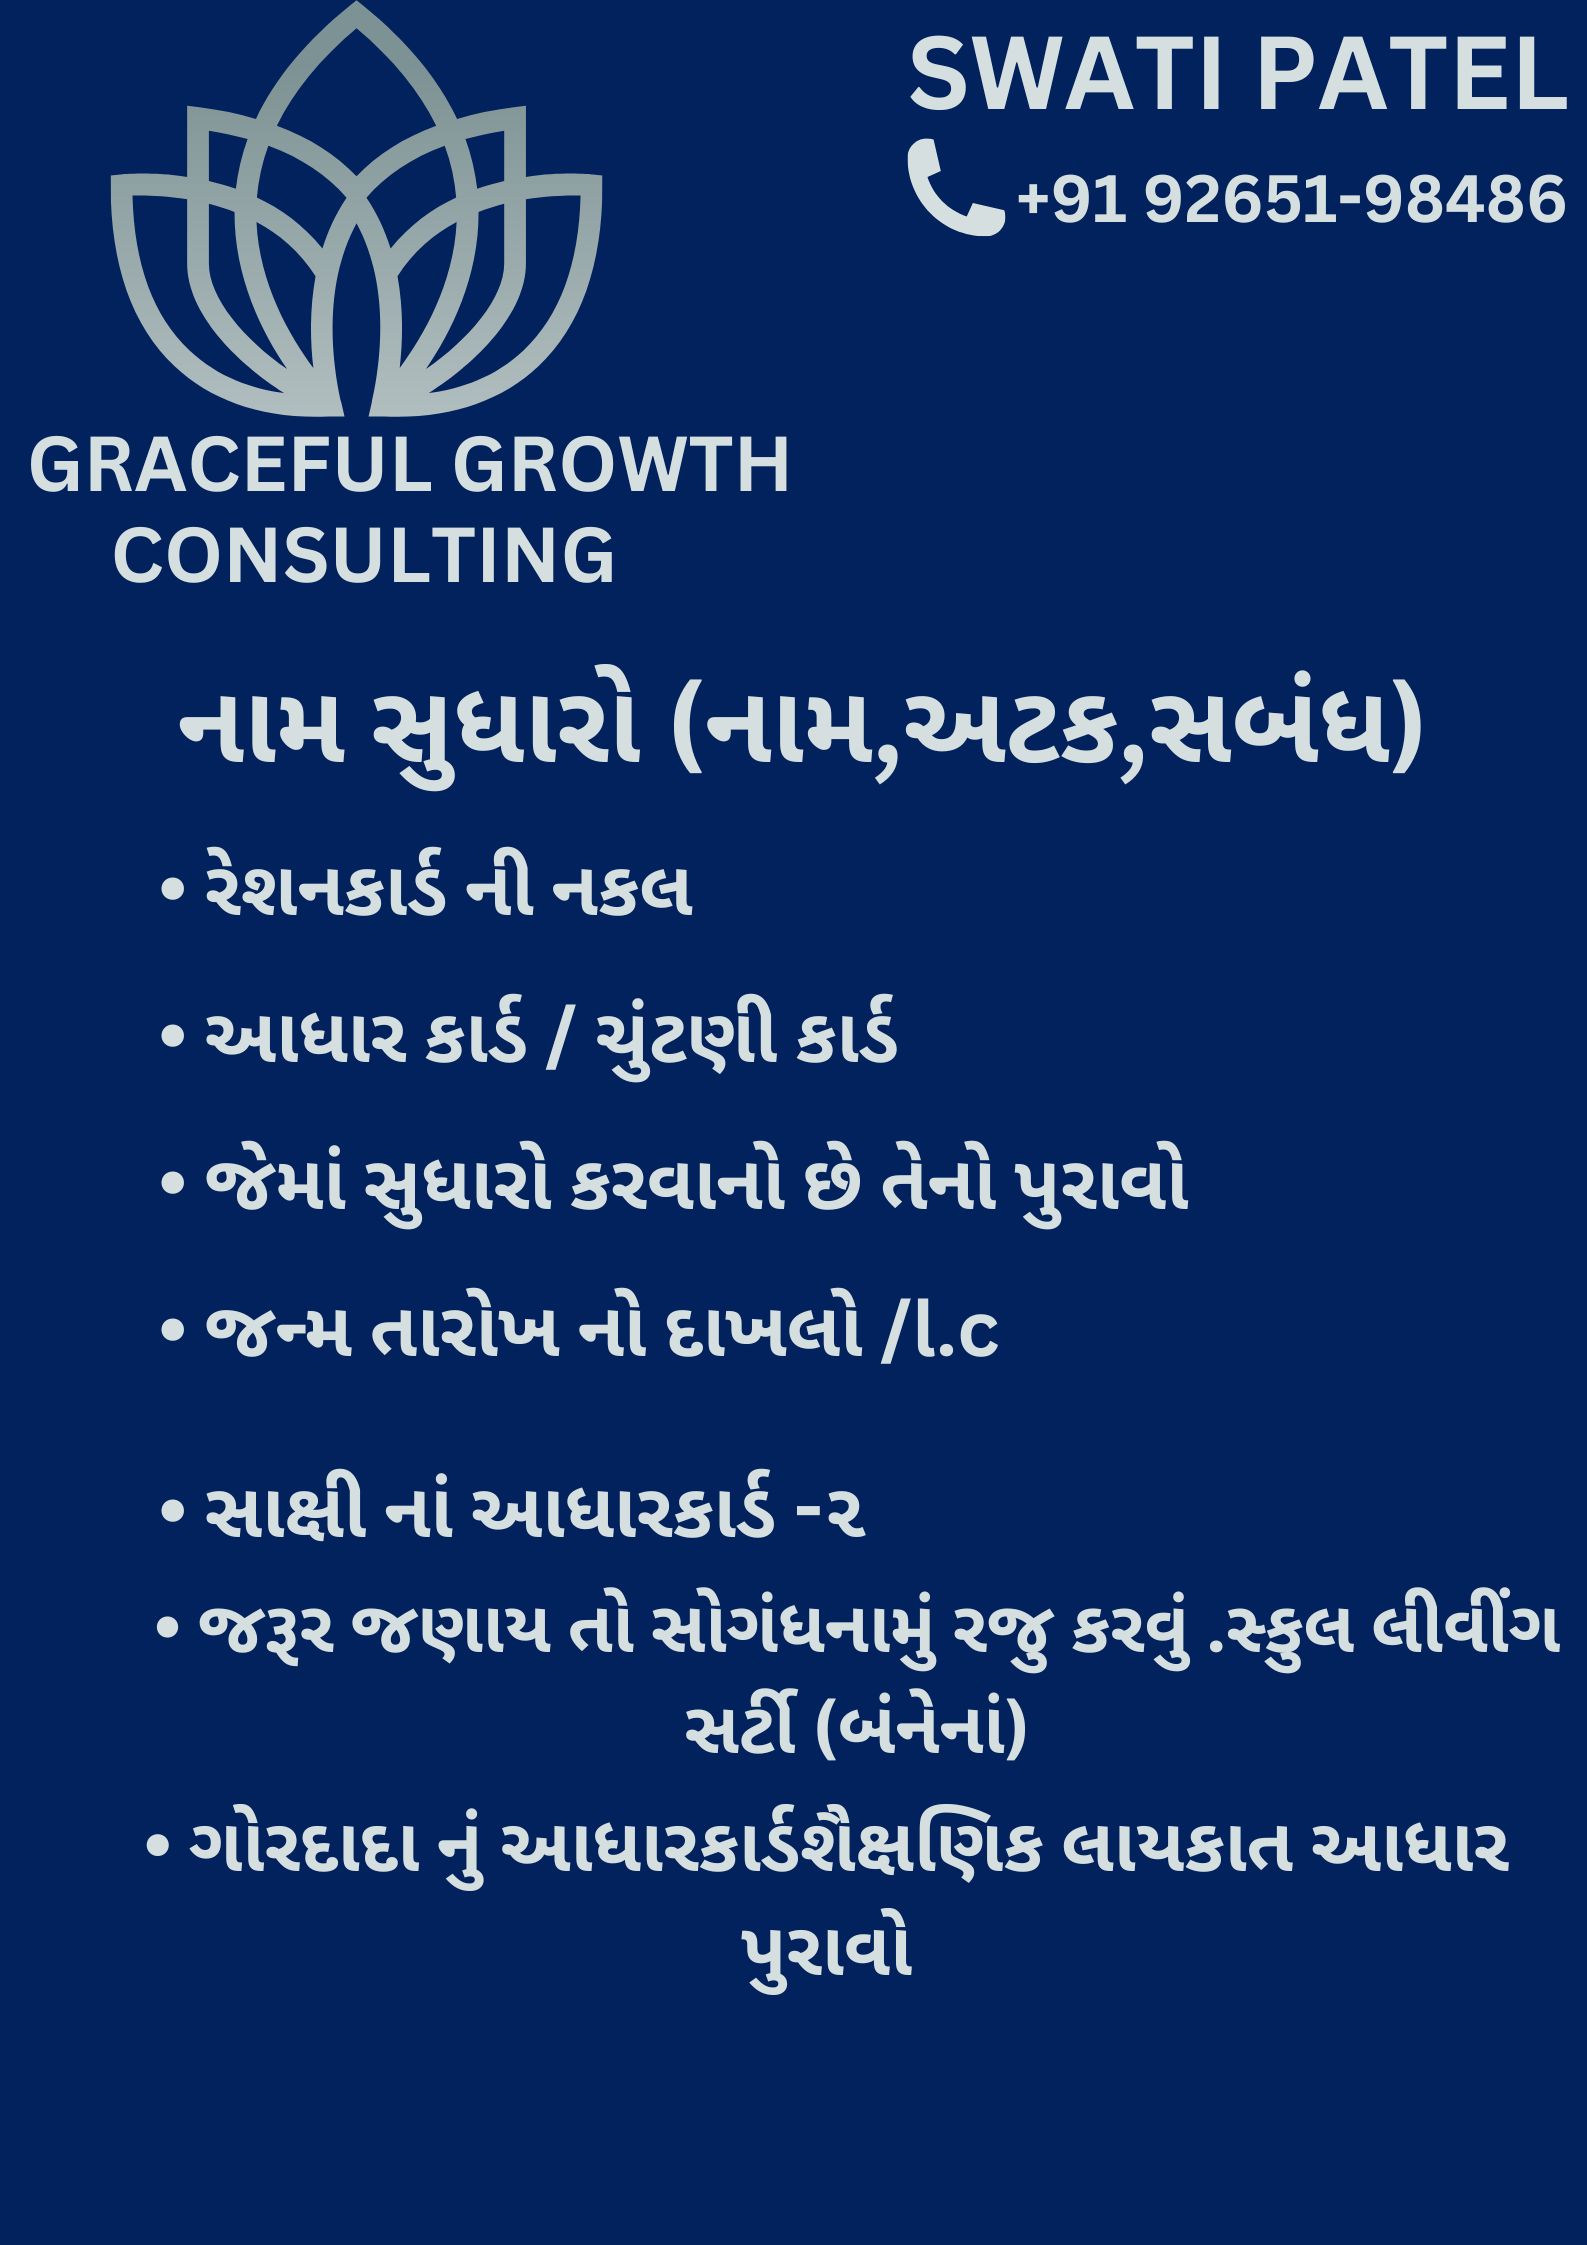 SWATI PATEL
+91 92651-98486
GRACEFUL GROWTH
CONSULTING
નામ સુધારો (નામ,અટક,સબંધ)
• રેશનકાર્ડ ની નકલ
• આધાર કાર્ડ / ચુંટણી કાર્ડ
• જેમાં સુધારો કરવાનો છે તેનો પુરાવો
• જન્મ તારોખ નો દાખલો /l.c
• સાક્ષી નાં આધારકાર્ડ -૨
• જરૂર જણાય તો સોગંધનામું રજુ કરવું .સ્કુલ લીવીંગ
સર્ટી (બંનેનાં)
• ગોરદાદા નું આધારકાર્ડશૈક્ષણિક લાયકાત આધાર
પુરાવો